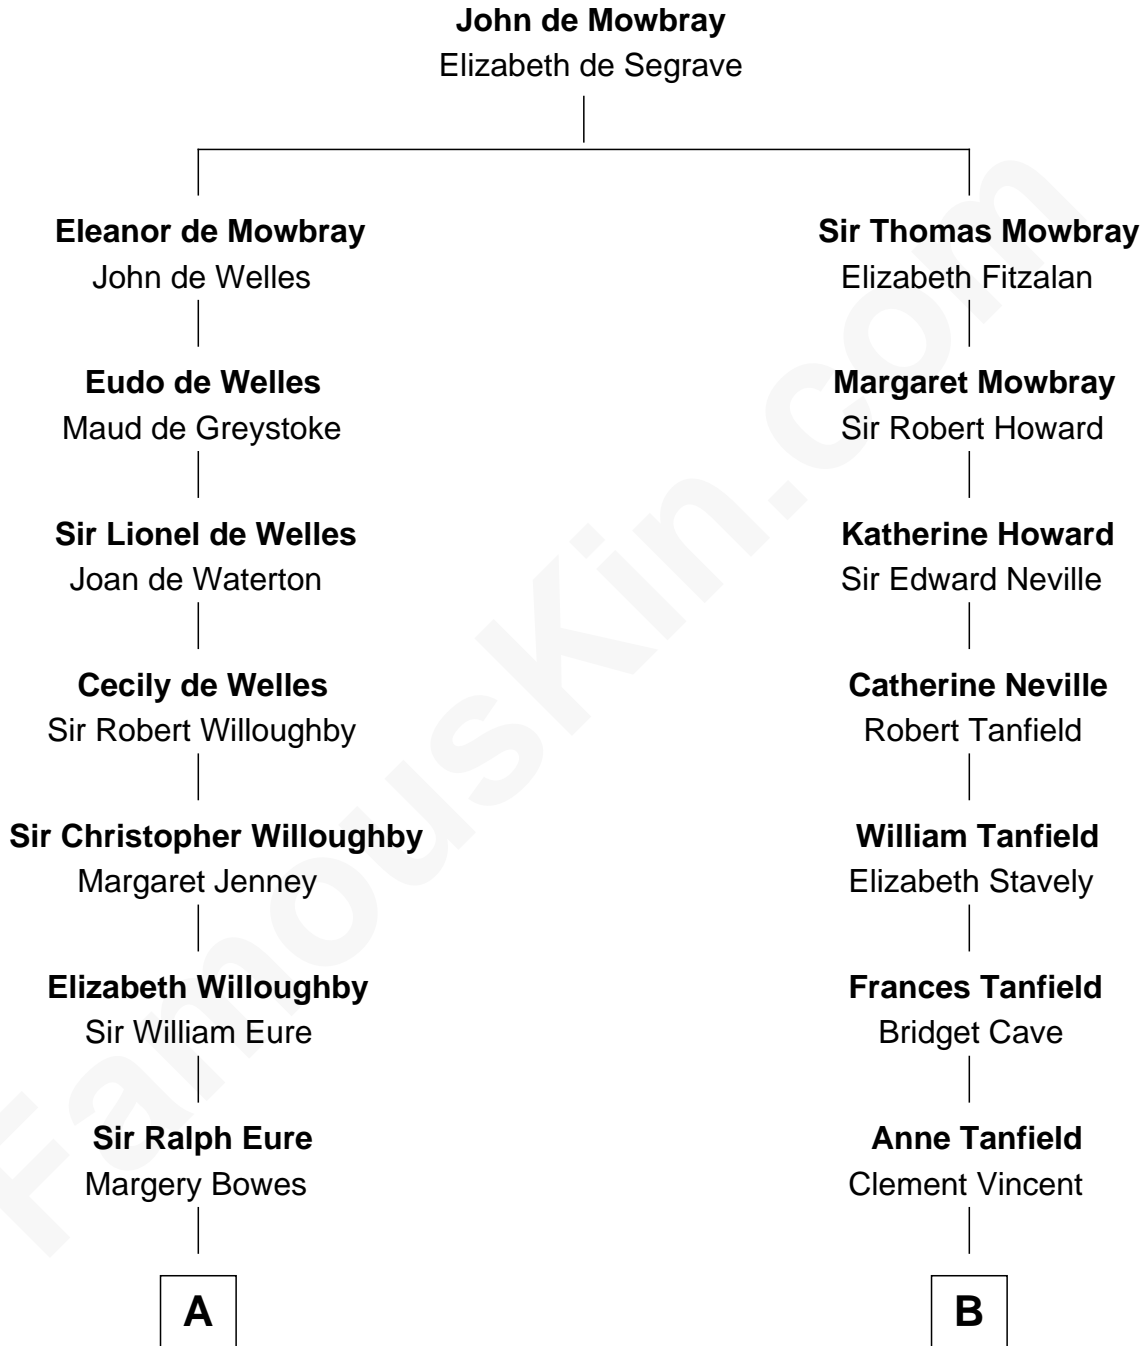 John de Mowbray
Elizabeth de Segrave
Eleanor de Mowbray
John de Welles
Sir Thomas Mowbray
Elizabeth Fitzalan
Eudo de Welles
Maud de Greystoke
Margaret Mowbray
Sir Robert Howard
Sir Lionel de Welles
Joan de Waterton
Katherine Howard
Sir Edward Neville
Cecily de Welles
Sir Robert Willoughby
Catherine Neville
Robert Tanfield
Sir Christopher Willoughby
Margaret Jenney
William Tanfield
Elizabeth Stavely
Elizabeth Willoughby
Sir William Eure
Frances Tanfield
Bridget Cave
Sir Ralph Eure
Margery Bowes
Anne Tanfield
Clement Vincent
A
B
FamousKin.com